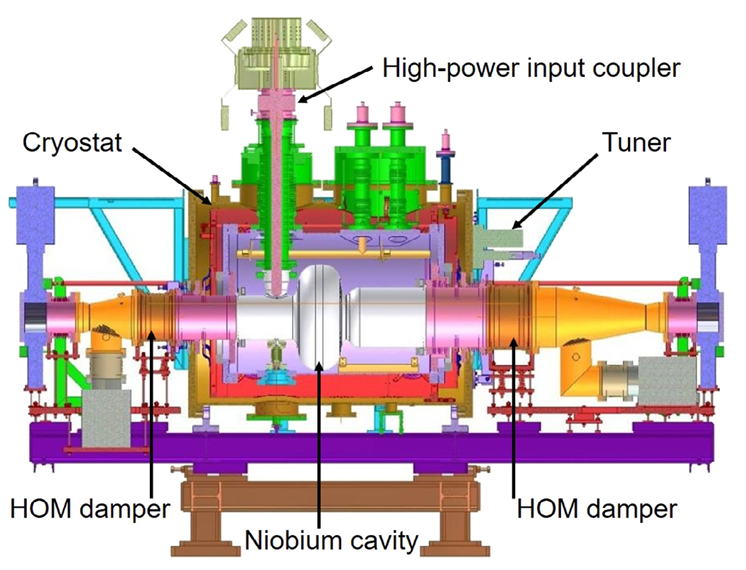 High-power input coupler
Cryostat
Tuner
HOM damper
HOM damper
Niobium cavity